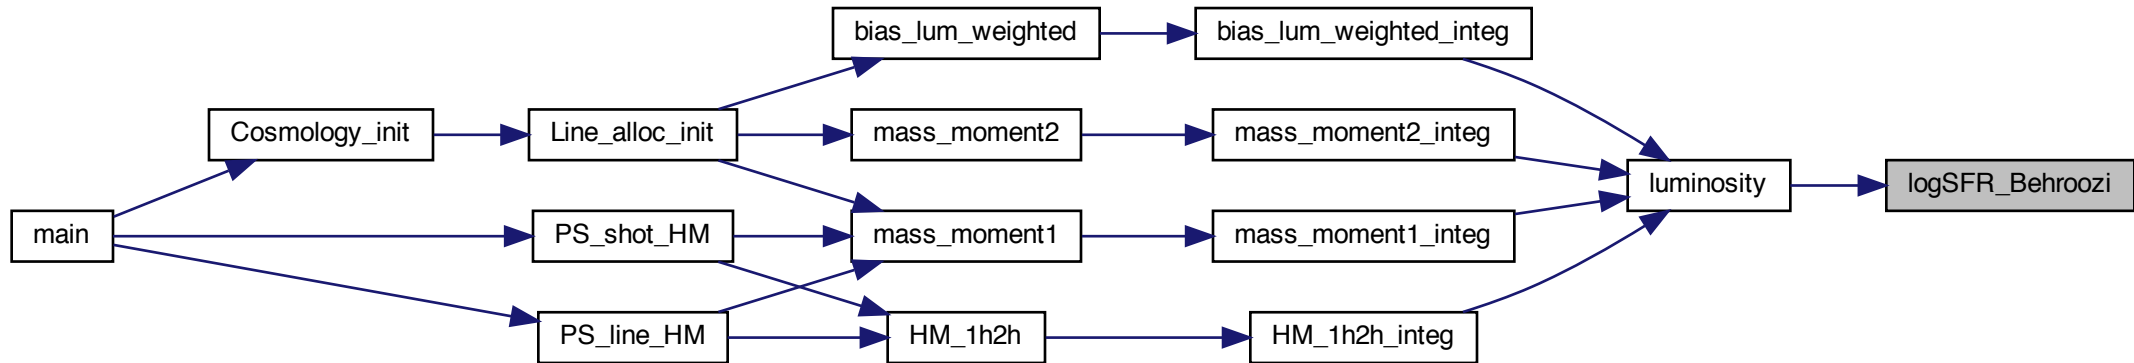 bias_lum_weighted
bias_lum_weighted_integ
Cosmology_init
Line_alloc_init
mass_moment2
mass_moment2_integ
luminosity
logSFR_Behroozi
main
PS_shot_HM
mass_moment1
mass_moment1_integ
PS_line_HM
HM_1h2h
HM_1h2h_integ